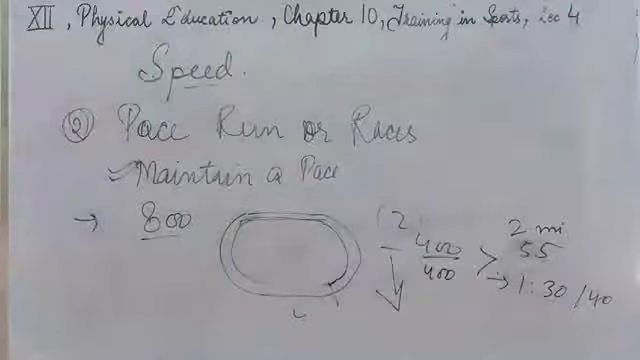 XII, Physical Education, Chapter 10, Training in Sports, Lec 4
Speed.
② Pace Run or Races
Maintain a Pace
→ 800
(2
400
400
2 mi
55
→ 1:30/40